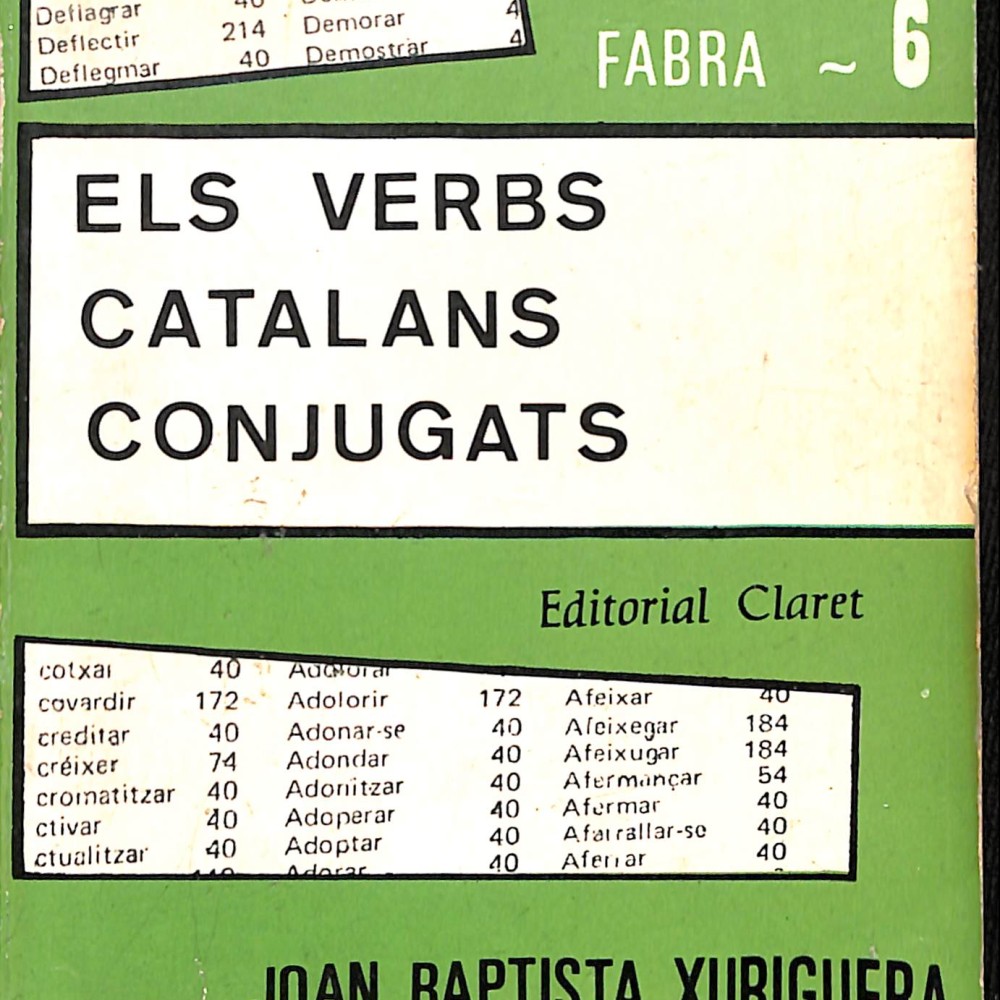 Deflagrar 40
Deflectir 214 Demorar 4
Deflegmar 40 Demostrar 4
FABRA ~ 6
ELS VERBS
CATALANS
CONJUGATS
Editorial Claret
cotxar 40
covardir 172 Adolorir 172 Afeixar 40
creditar 40 Adonar-se 40 Afeixegar 184
créixer 74 Adondar 40 Afeixugar 184
cromatitzar 40 Adonitzar 40 Afermançar 54
ctivar 40 Adoperar 40 Afermar 40
ctualitzar 40 Adoptar 40 Afarrallar-se 40
Adorar 40 Aferrar 40
JOAN BAPTISTA XURIGUERA